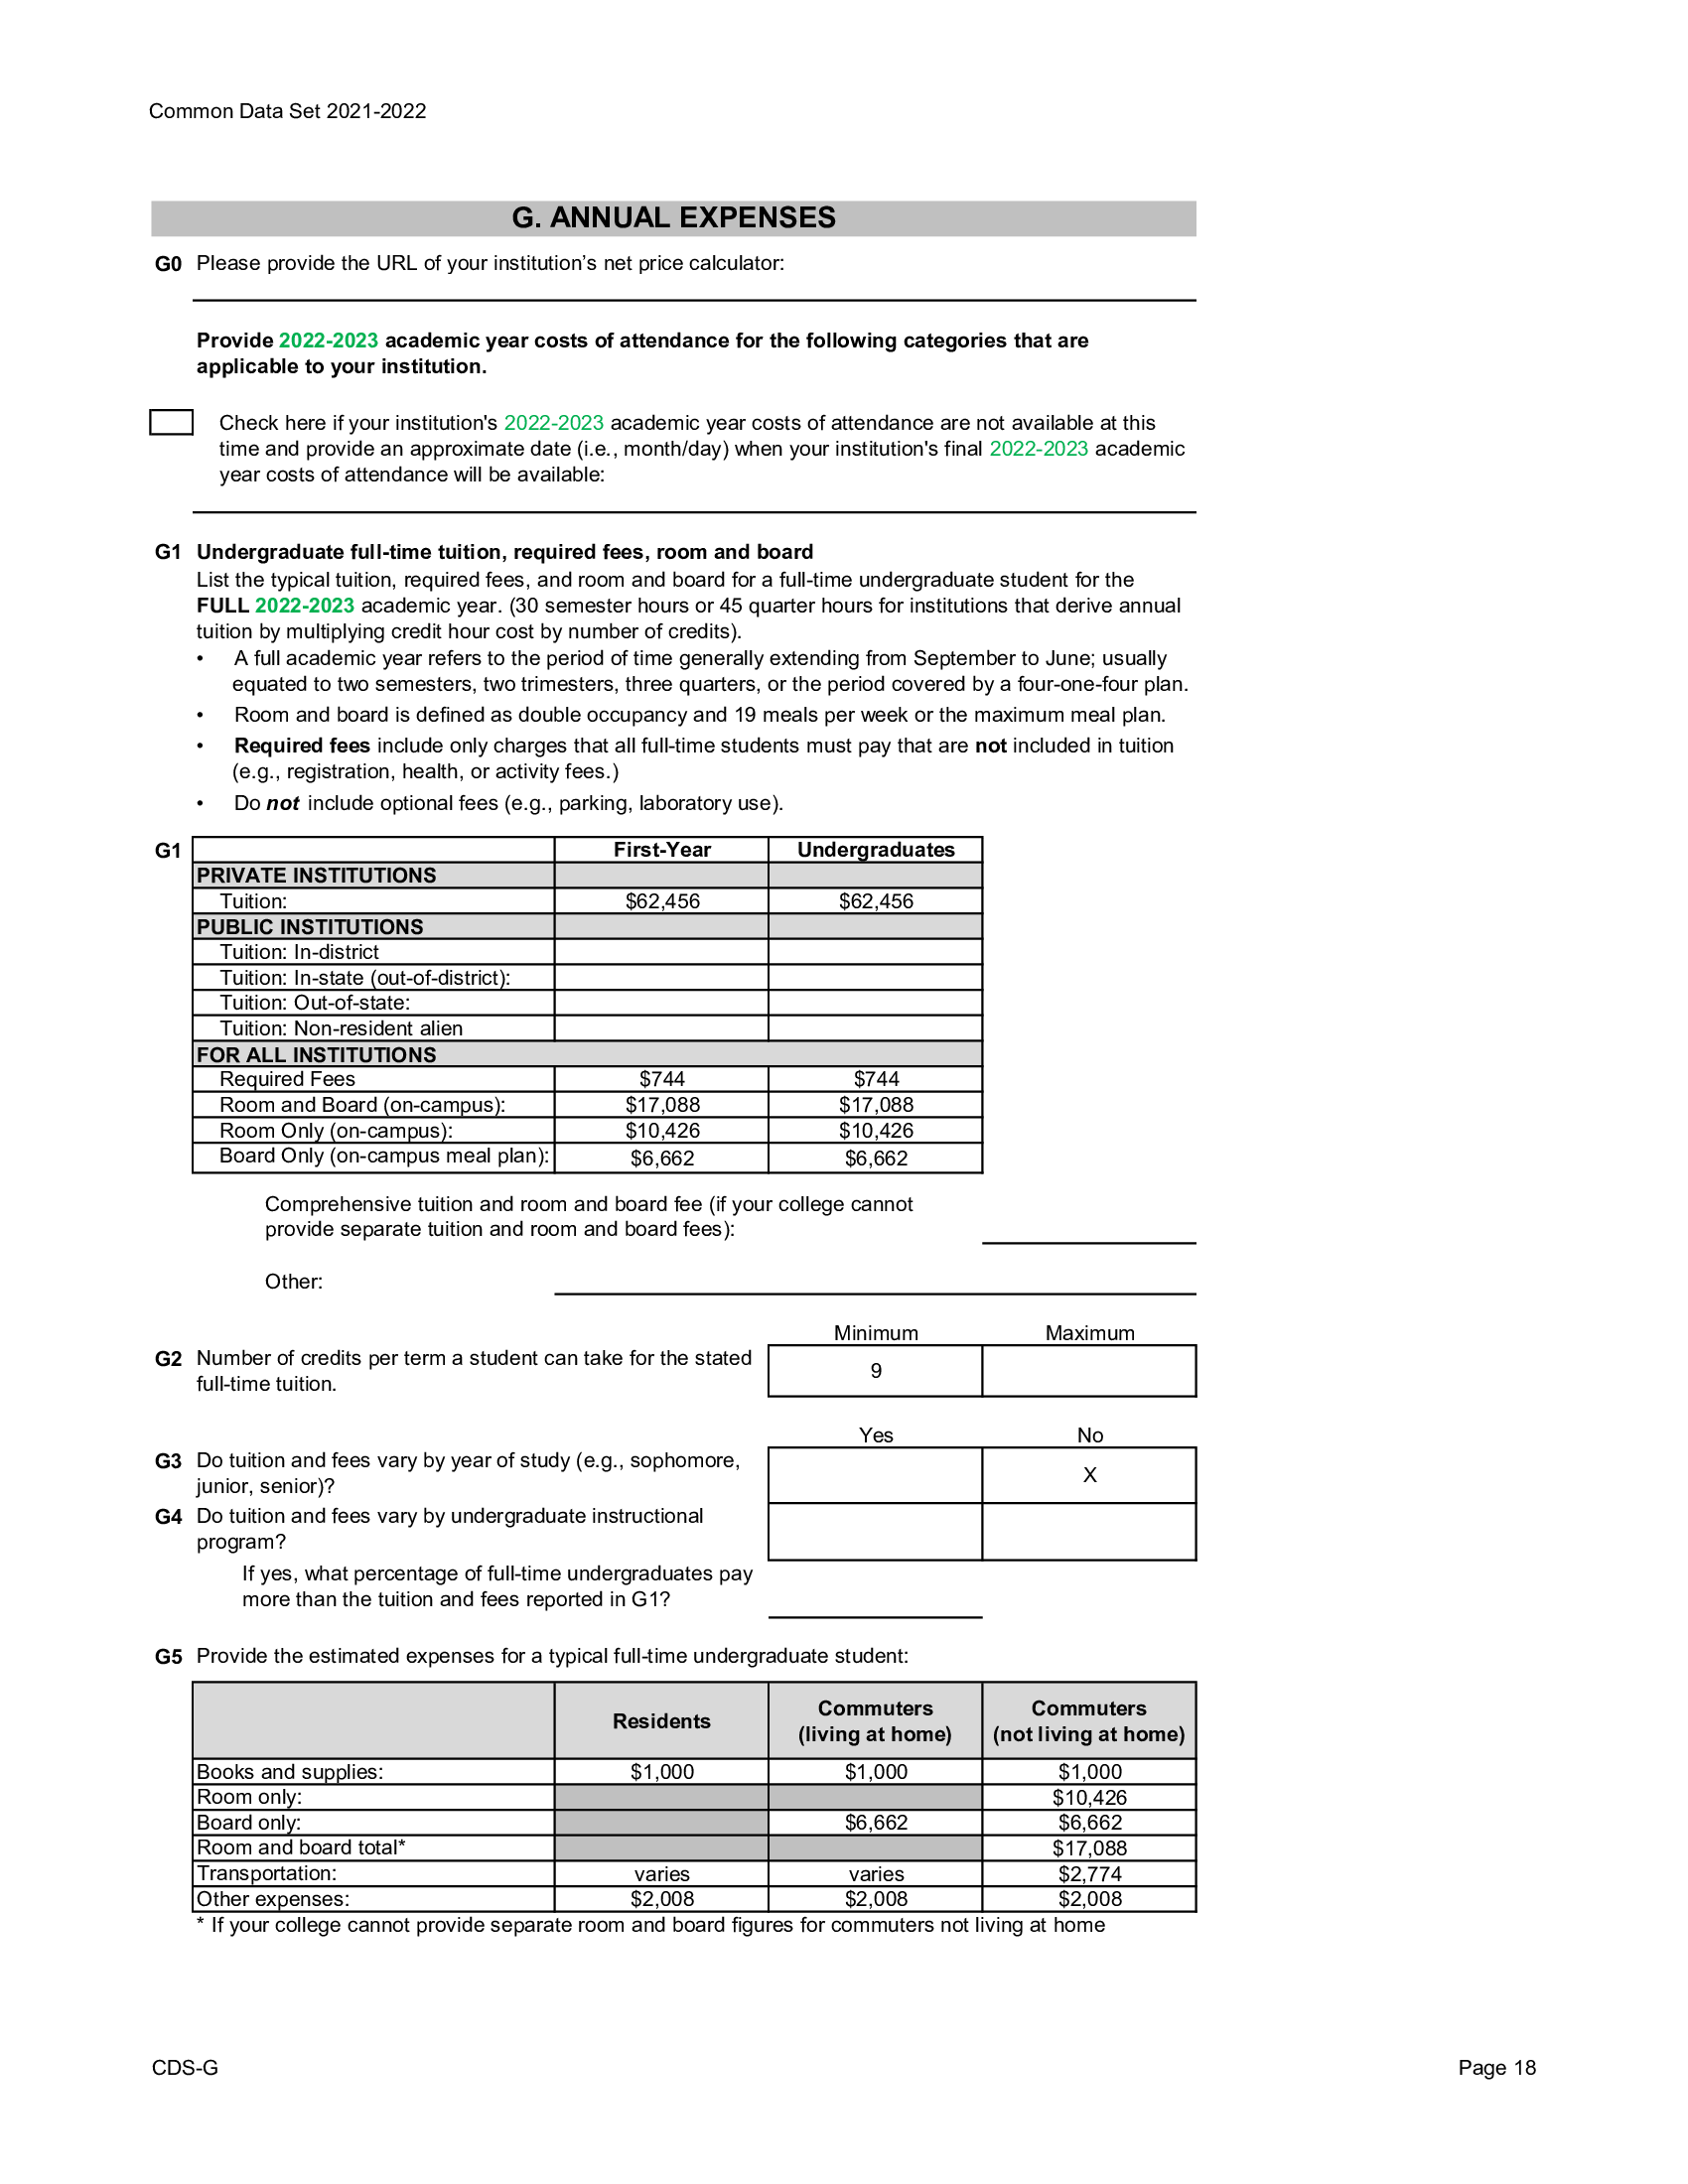 Common Data Set 2021-2022
G. ANNUAL EXPENSES
G0 Please provide the URL of your institution’s net price calculator:
Provide 2022-2023 academic year costs of attendance for the following categories that are
applicable to your institution.
Check here if your institution's 2022-2023 academic year costs of attendance are not available at this
time and provide an approximate date (i.e., month/day) when your institution's final 2022-2023 academic
year costs of attendance will be available:
G1 Undergraduate full-time tuition, required fees, room and board
List the typical tuition, required fees, and room and board for a full-time undergraduate student for the
FULL 2022-2023 academic year. (30 semester hours or 45 quarter hours for institutions that derive annual
tuition by multiplying credit hour cost by number of credits).
• A full academic year refers to the period of time generally extending from September to June; usually
equated to two semesters, two trimesters, three quarters, or the period covered by a four-one-four plan.
• Room and board is defined as double occupancy and 19 meals per week or the maximum meal plan.
• Required fees include only charges that all full-time students must pay that are not included in tuition
(e.g., registration, health, or activity fees.)
• Do not include optional fees (e.g., parking, laboratory use).
G1 First-Year Undergraduates
PRIVATE INSTITUTIONS
Tuition: $62,456 $62,456
PUBLIC INSTITUTIONS
Tuition: In-district
Tuition: In-state (out-of-district):
Tuition: Out-of-state:
Tuition: Non-resident alien
FOR ALL INSTITUTIONS
Required Fees $744 $744
Room and Board (on-campus): $17,088 $17,088
Room Only (on-campus): $10,426 $10,426
Board Only (on-campus meal plan): $6,662 $6,662
Comprehensive tuition and room and board fee (if your college cannot
provide separate tuition and room and board fees):
Other:
Minimum Maximum
G2 Number of credits per term a student can take for the stated
full-time tuition. 9
Yes No
G3 Do tuition and fees vary by year of study (e.g., sophomore,
junior, senior)? X
G4 Do tuition and fees vary by undergraduate instructional
program?
If yes, what percentage of full-time undergraduates pay
more than the tuition and fees reported in G1?
G5 Provide the estimated expenses for a typical full-time undergraduate student:
Residents Commuters (living at home) Commuters (not living at home)
Books and supplies: $1,000 $1,000 $1,000
Room only: $10,426
Board only: $6,662 $6,662
Room and board total* $17,088
Transportation: varies varies $2,774
Other expenses: $2,008 $2,008 $2,008
* If your college cannot provide separate room and board figures for commuters not living at home
CDS-G Page 18